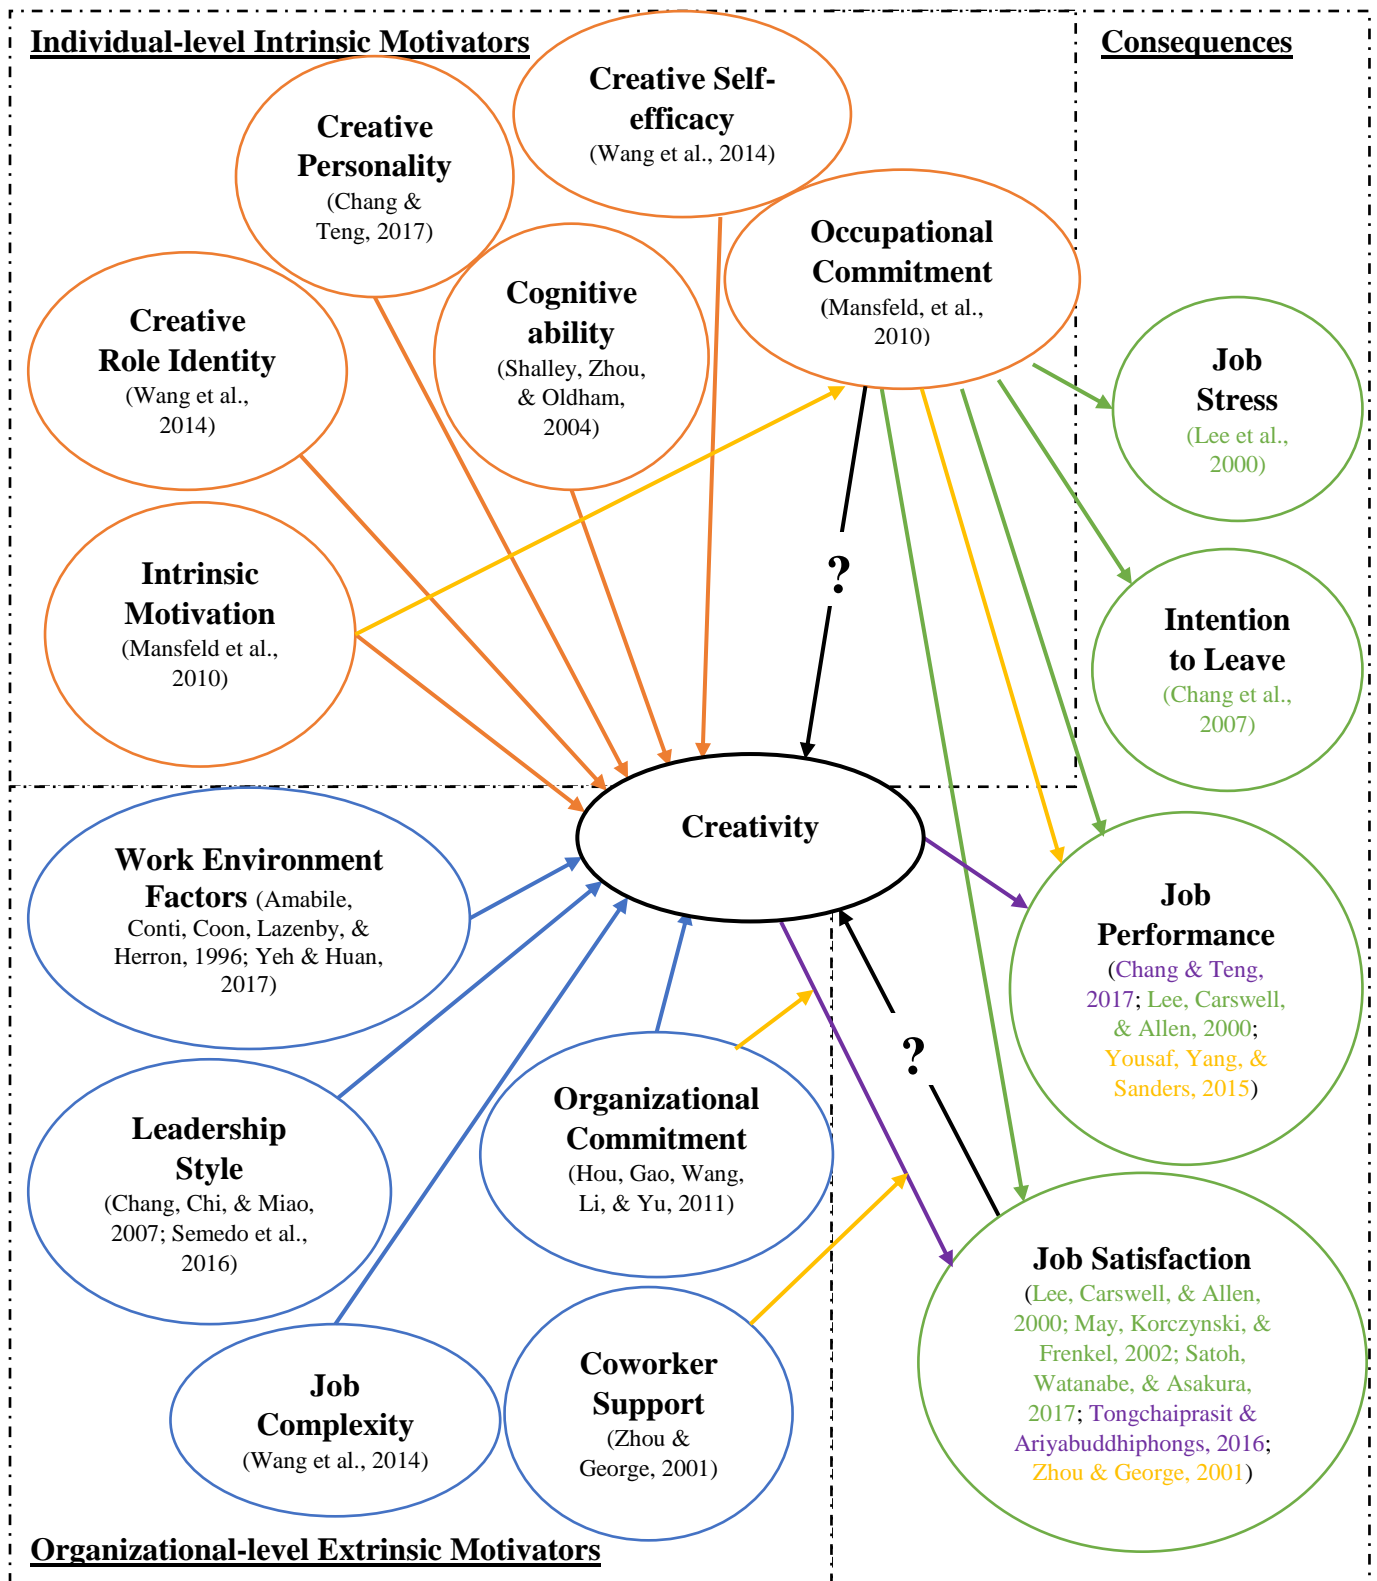 Individual-level Intrinsic Motivators
Consequences
Creative Self-
efficacy
(Wang et al., 2014)
Creative
Personality
(Chang &
Teng, 2017)
Occupational
Commitment
(Mansfeld, et al.,
2010)
Cognitive
ability
(Shalley, Zhou,
& Oldham,
2004)
Creative
Role Identity
(Wang et al.,
2014)
Job
Stress
(Lee et al.,
2000)
Intrinsic
Motivation
(Mansfeld et al.,
2010)
?
Intention
to Leave
(Chang et al.,
2007)
Creativity
Work Environment
Factors (Amabile,
Conti, Coon, Lazenby, &
Herron, 1996; Yeh & Huan,
2017)
Job
Performance
(Chang & Teng,
2017; Lee, Carswell,
& Allen, 2000;
Yousaf, Yang, &
Sanders, 2015)
?
Leadership
Style
(Chang, Chi, & Miao,
2007; Semedo et al.,
2016)
Organizational
Commitment
(Hou, Gao, Wang,
Li, & Yu, 2011)
Job Satisfaction
(Lee, Carswell, & Allen,
2000; May, Korczynski, &
Frenkel, 2002; Satoh,
Watanabe, & Asakura,
2017; Tongchaiprasit &
Ariyabuddhiphongs, 2016;
Zhou & George, 2001)
Job
Complexity
(Wang et al., 2014)
Coworker
Support
(Zhou &
George, 2001)
Organizational-level Extrinsic Motivators